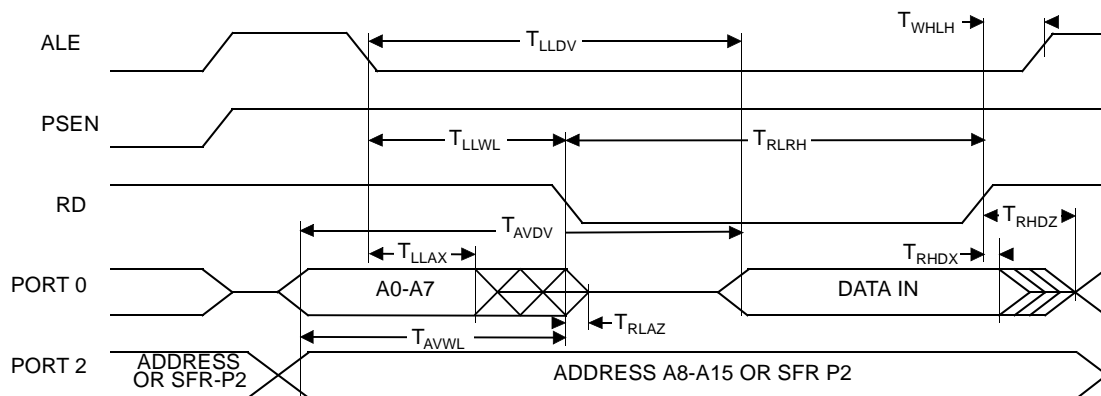 T_WHLH
ALE
T_LLDV
PSEN
T_LLWL
T_RLRH
RD
T_AVDV
T_RHDZ
T_LLAX
T_RHDX
PORT 0
A0-A7
DATA IN
T_RLAZ
T_AVWL
PORT 2
ADDRESS
OR SFR-P2
ADDRESS A8-A15 OR SFR P2